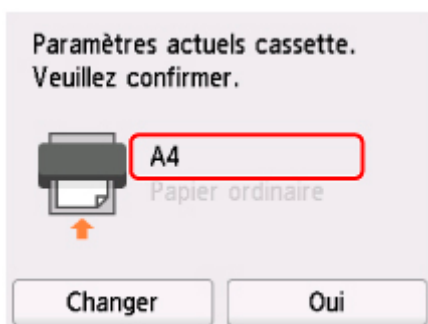 Paramètres actuels cassette.
Veuillez confirmer.
A4
Papier ordinaire
Changer
Oui